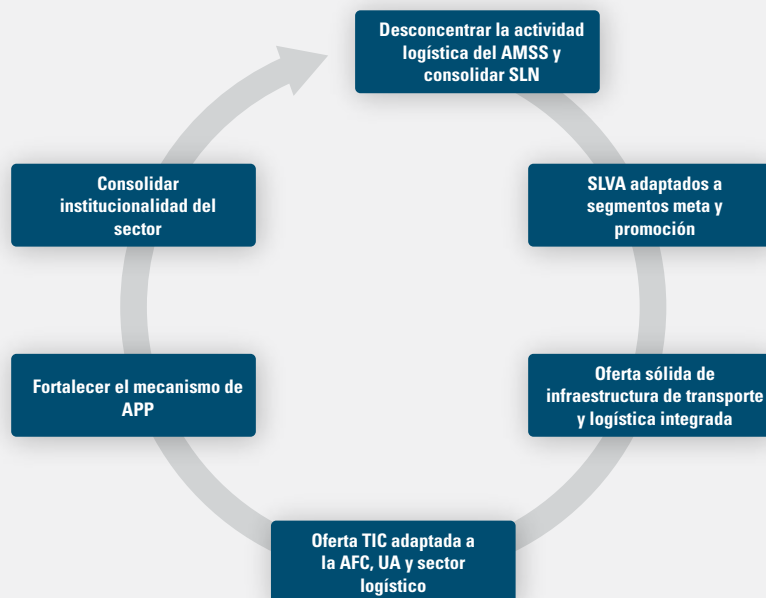 Desconcentrar la actividad
logística del AMSS y
consolidar SLN
SLVA adaptados a
segmentos meta y
promoción
Oferta sólida de
infraestructura de transporte
y logística integrada
Oferta TIC adaptada a
la AFC, UA y sector
logístico
Fortalecer el mecanismo de
APP
Consolidar
institucionalidad del
sector